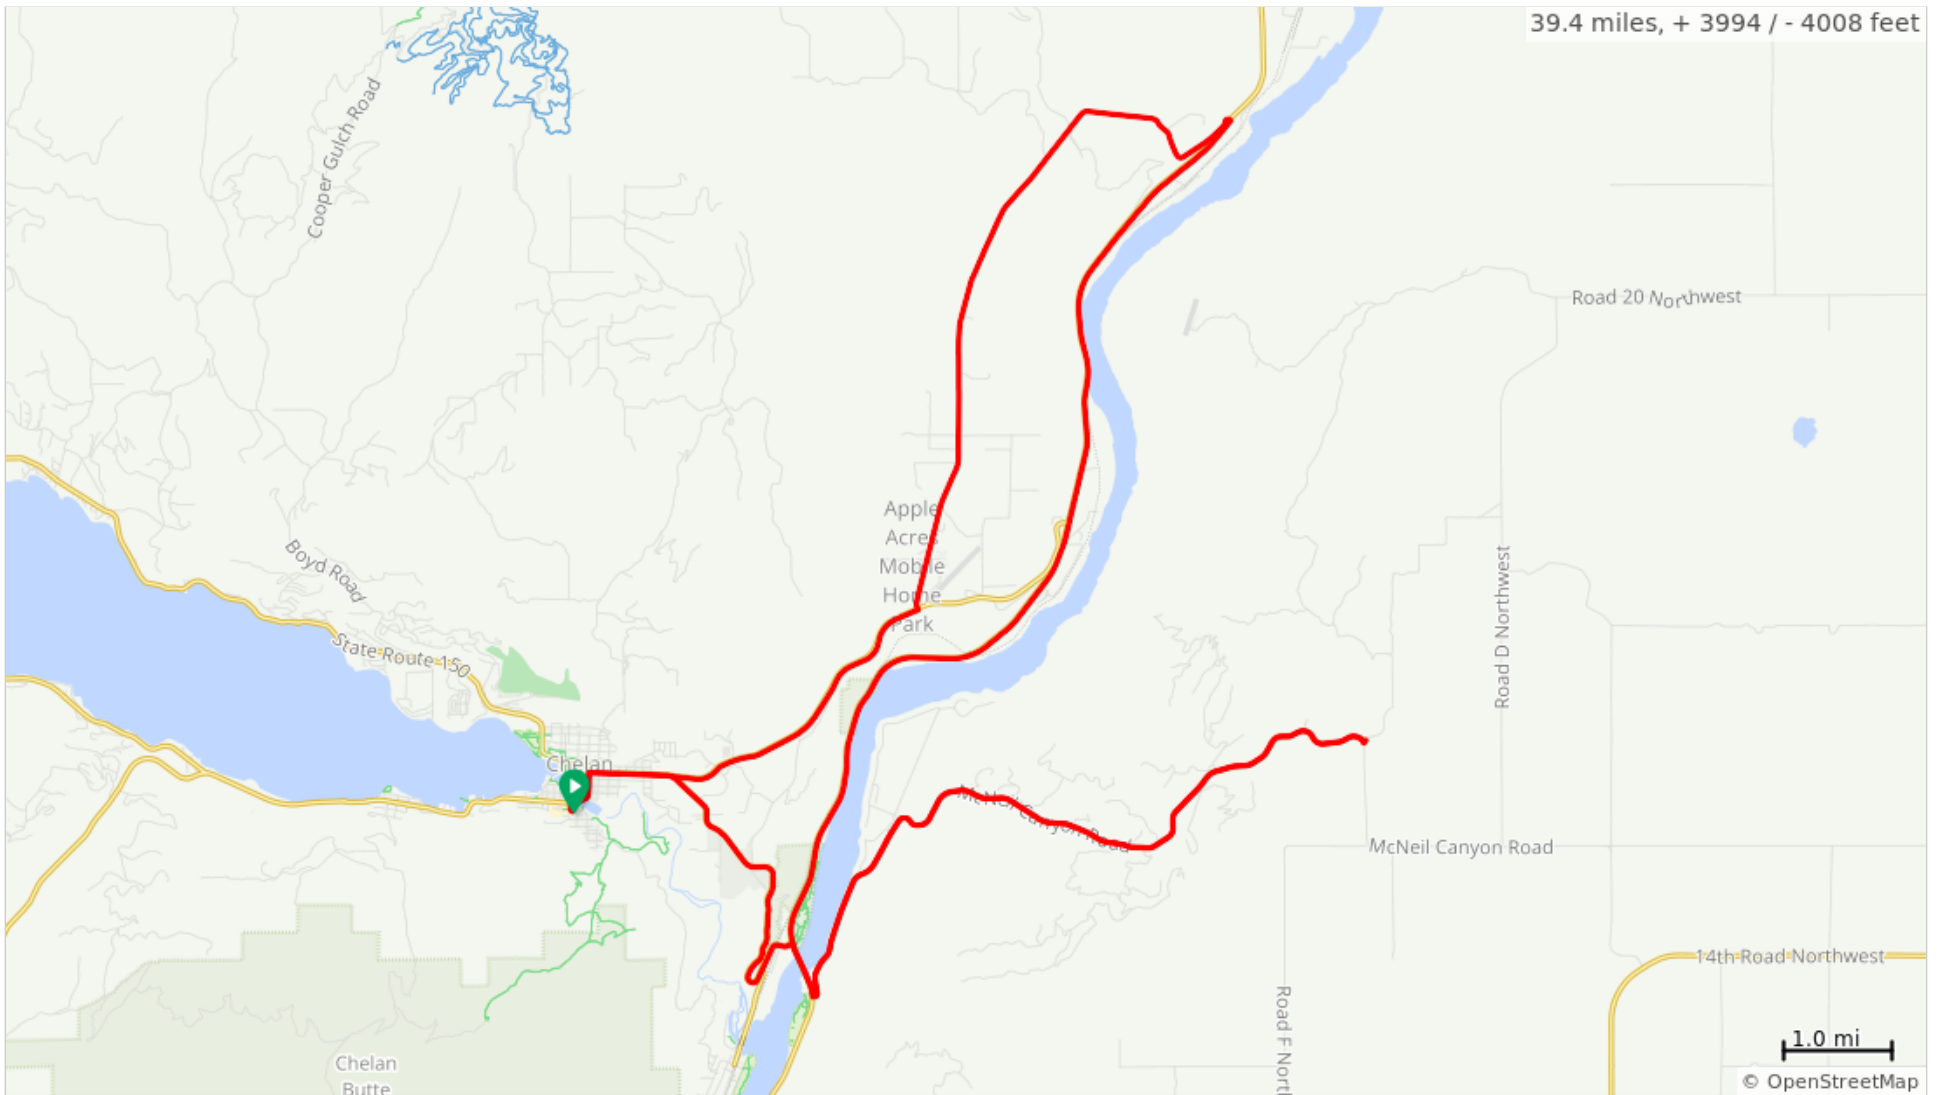 39.4 miles, + 3994 / - 4008 feet
Cooper Gulch Road
Road 20 Northwest
Apple
Acres
Mobile
Home
Park
Boyd Road
State Route 150
Road D Northwest
Chelan
McNeil Canyon Road
McNeil Canyon Road
14th Road Northwest
Road F North
1.0 mi
Chelan
Butte
© OpenStreetMap